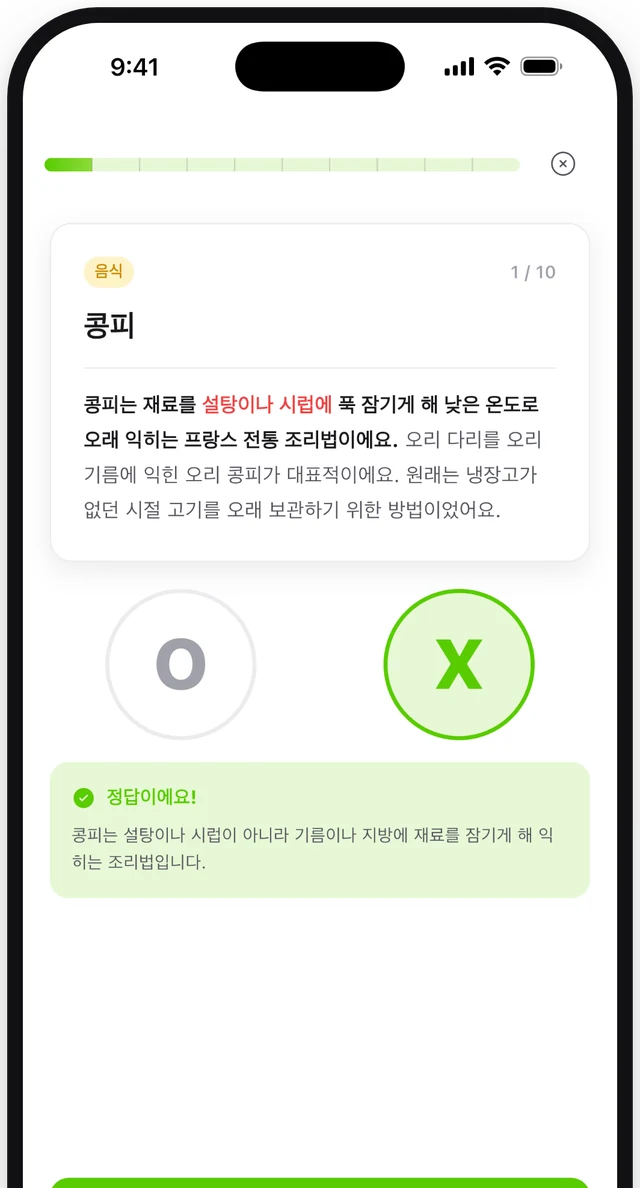 9:41
음식
1 / 10
콩피
콩피는 재료를 설탕이나 시럽에 푹 잠기게 해 낮은 온도로
오래 익히는 프랑스 전통 조리법이에요. 오리 다리를 오리
기름에 익힌 오리 콩피가 대표적이에요. 원래는 냉장고가
없던 시절 고기를 오래 보관하기 위한 방법이었어요.
O
X
정답이에요!
콩피는 설탕이나 시럽이 아니라 기름이나 지방에 재료를 잠기게 해 익
히는 조리법입니다.